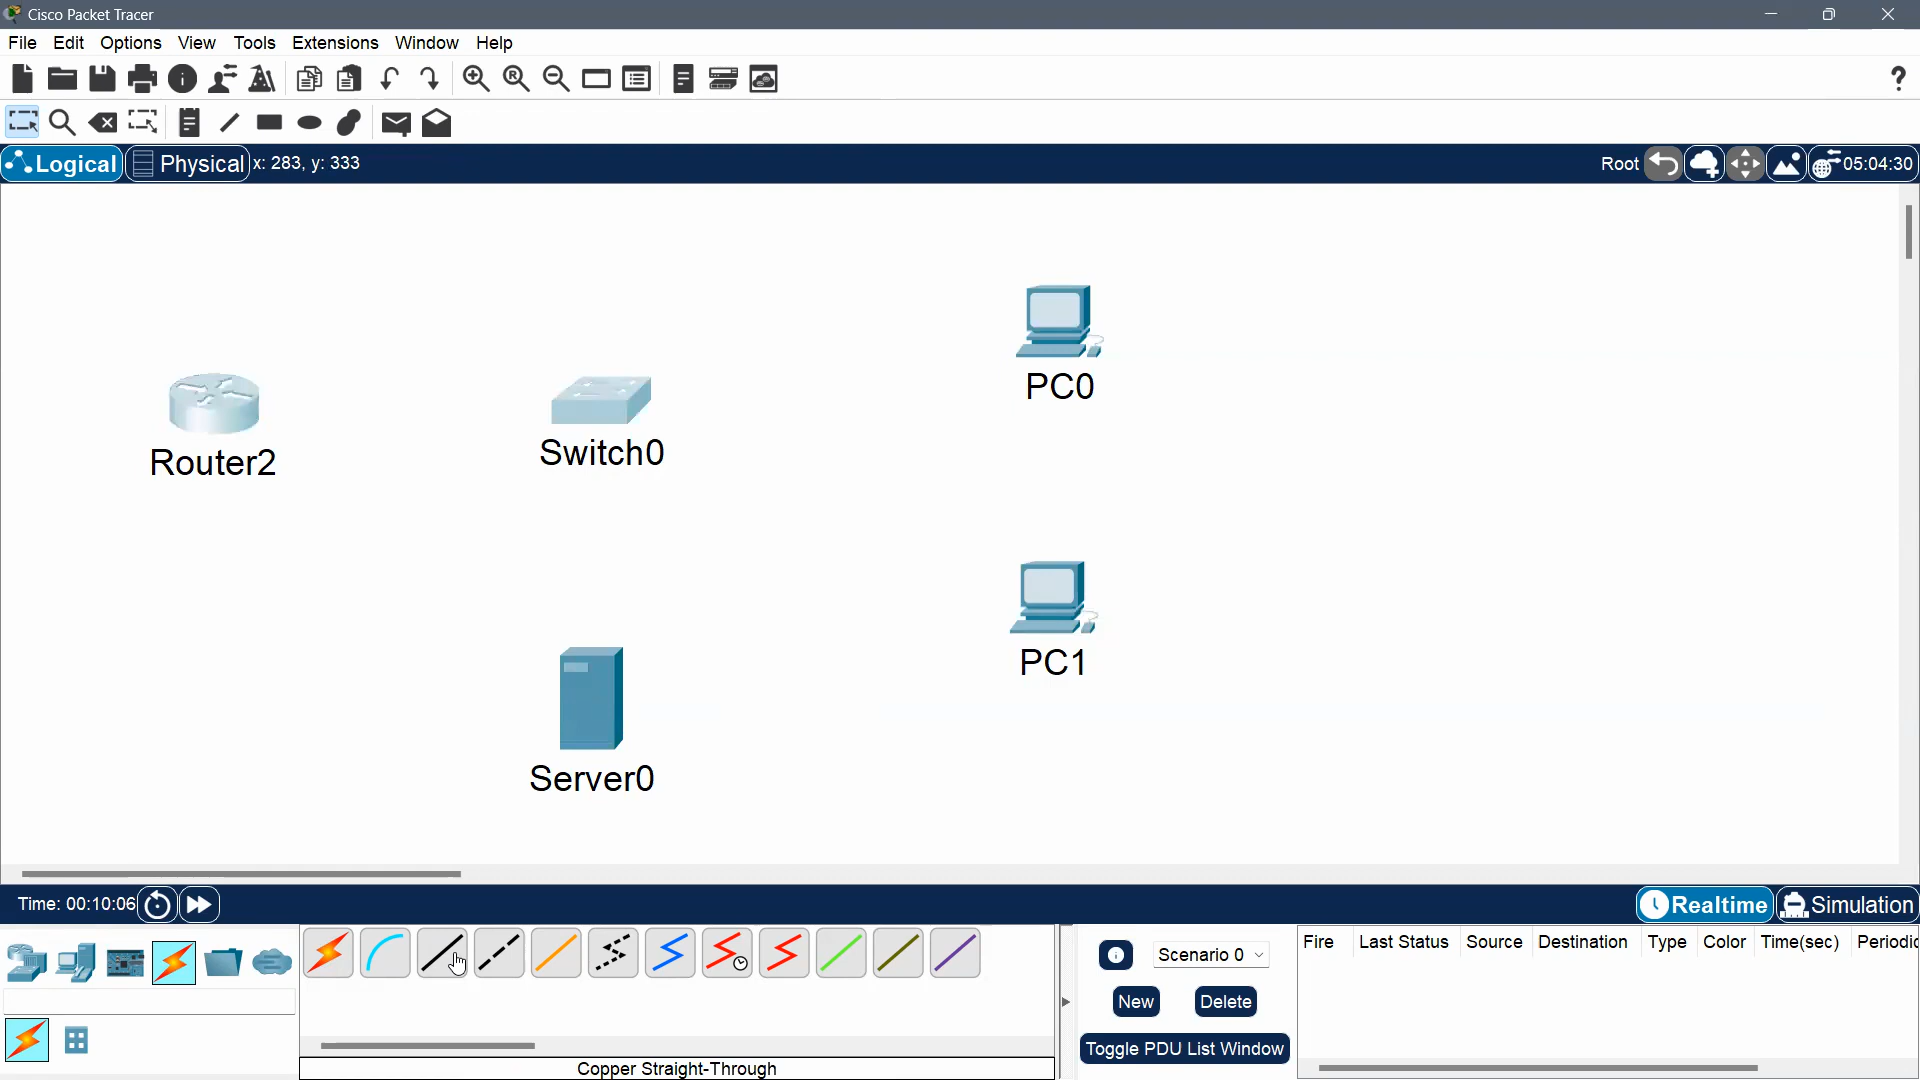 Cisco Packet Tracer
File Edit Options View Tools Extensions Window Help
Logical Physical x: 283, y: 333 Root 05:04:30
PC0
Router2
Switch0
PC1
Server0
Time: 00:10:06 Realtime Simulation
Scenario 0
Fire Last Status Source Destination Type Color Time(sec) Periodic
New Delete
Toggle PDU List Window
Copper Straight-Through